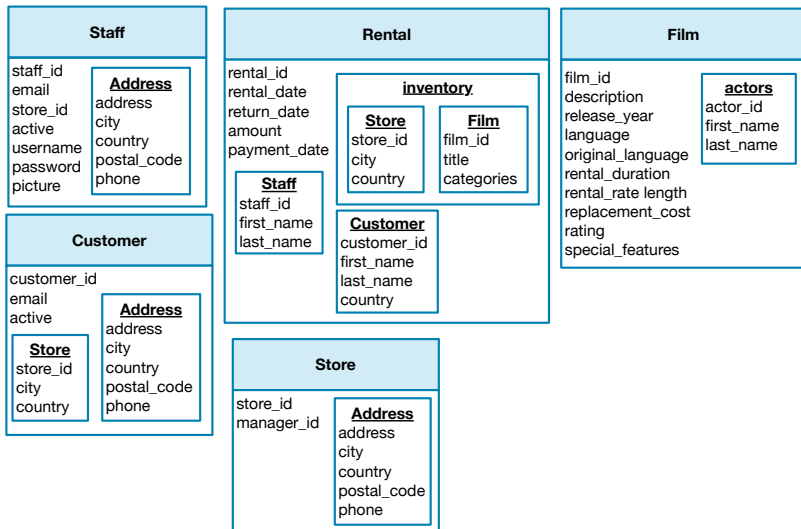 Staff
staff_id
email
store_id
active
username
password
picture
Address
address
city
country
postal_code
phone
Rental
rental_id
rental_date
return_date
amount
payment_date
inventory
Store
store_id
city
country
Film
film_id
title
categories
Staff
staff_id
first_name
last_name
Customer
customer_id
first_name
last_name
country
Film
film_id
description
release_year
language
original_language
rental_duration
rental_rate length
replacement_cost
rating
special_features
actors
actor_id
first_name
last_name
Customer
customer_id
email
active
Store
store_id
city
country
Address
address
city
country
postal_code
phone
Store
store_id
manager_id
Address
address
city
country
postal_code
phone